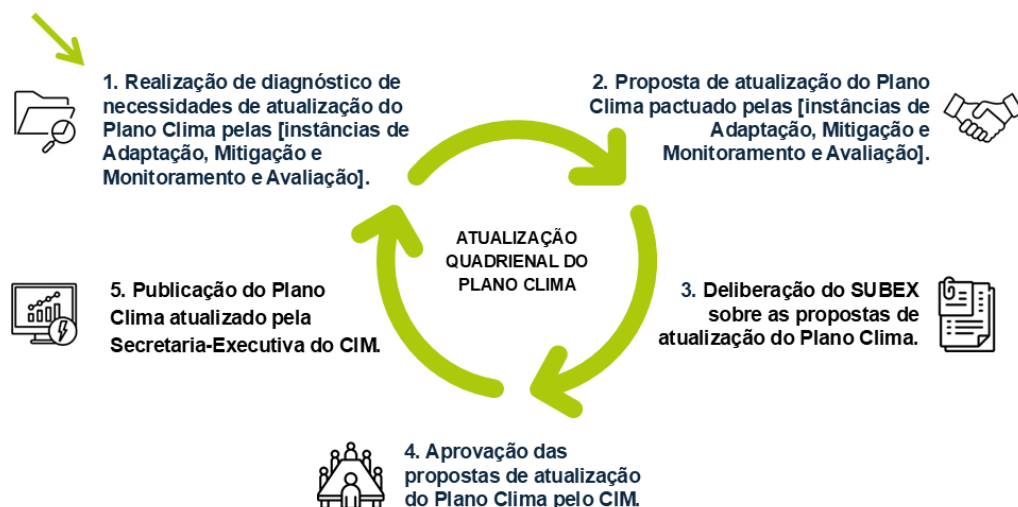 1. Realização de diagnóstico de
necessidades de atualização do
Plano Clima pelas [instâncias de
Adaptação, Mitigação e
Monitoramento e Avaliação].
2. Proposta de atualização do Plano
Clima pactuado pelas [instâncias de
Adaptação, Mitigação e
Monitoramento e Avaliação].
ATUALIZAÇÃO
QUADRIENAL DO
PLANO CLIMA
3. Deliberação do SUBEX
sobre as propostas de
atualização do Plano Clima.
4. Aprovação das
propostas de atualização
do Plano Clima pelo CIM.
5. Publicação do Plano
Clima atualizado pela
Secretaria-Executiva do CIM.